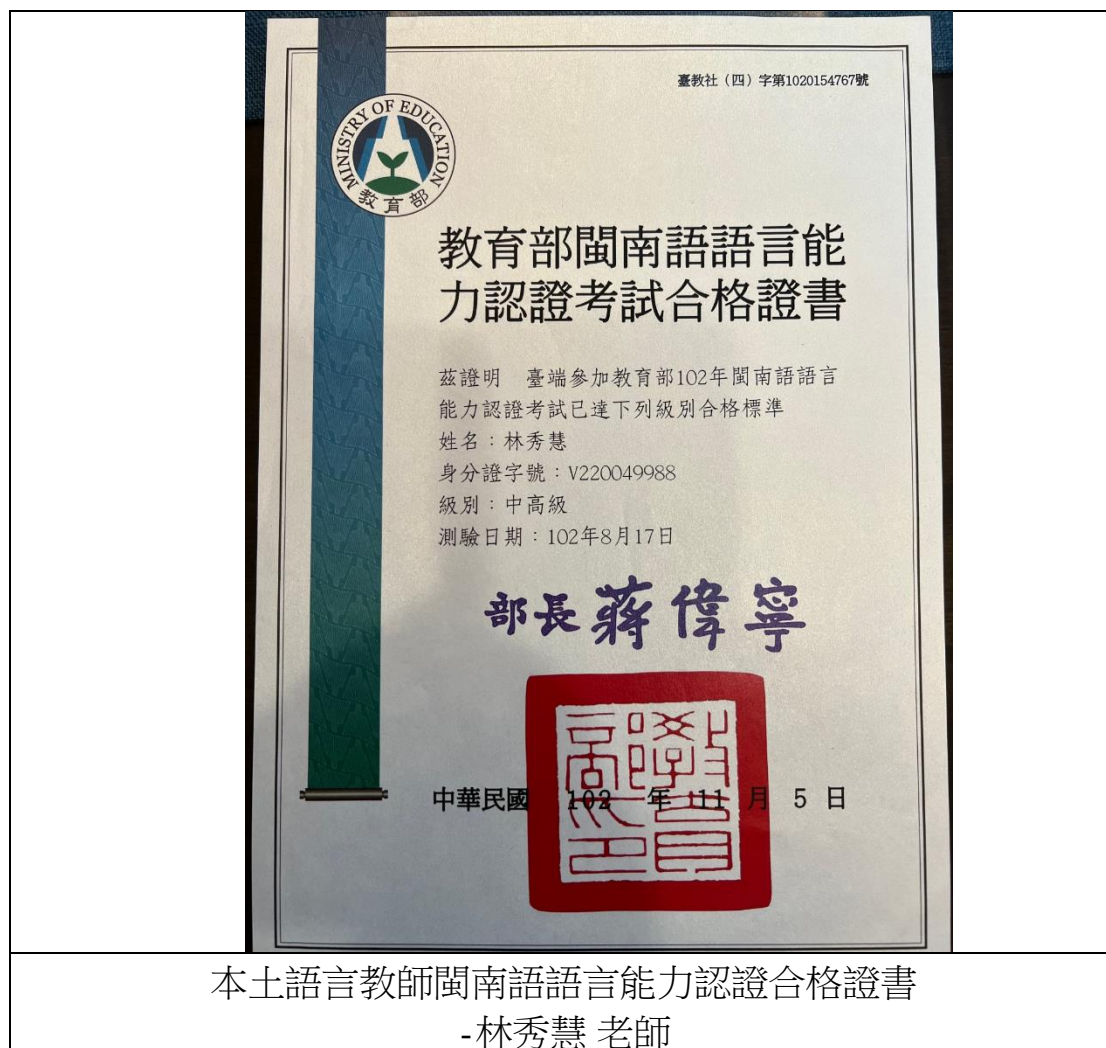 臺教社（四）字第1020154767號
MINISTRY OF EDUCATION
教育部
教育部閩南語語言能
力認證考試合格證書
茲證明　臺端參加教育部102年閩南語語言
能力認證考試已達下列級別合格標準
姓名：林秀慧
身分證字號：V220049988
級別：中高級
測驗日期：102年8月17日
部長 蔣偉寧
教育部印
中華民國 102 年 11 月 5 日
本土語言教師閩南語語言能力認證合格證書
-林秀慧 老師